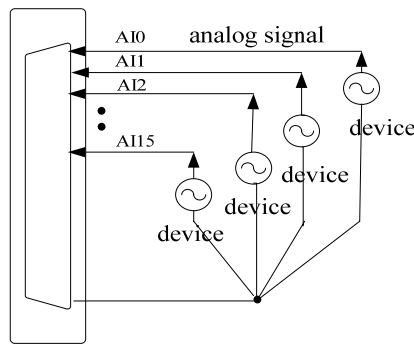 AI0 analog signal
AI1
AI2
AI15
device
device
device
device